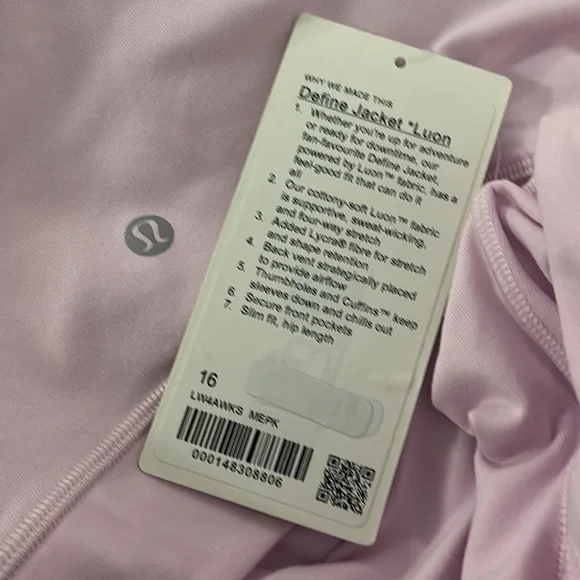 WHY WE MADE THIS
Define Jacket *Luon
1. Whether you're up for adventure
or ready for downtime, our
fan-favourite Define Jacket,
powered by Luon™ fabric, has a
feel-good fit that can do it
all
2. Our cottony-soft Luon™ fabric
is supportive, sweat-wicking,
and four-way stretch
3. Added Lycra® fibre for stretch
and shape retention
4. Back vent strategically placed
to provide airflow
5. Thumbholes and Cuffins™ keep
sleeves down and chills out
6. Secure front pockets
7. Slim fit, hip length
16
LW4AWKS MEPK
000148308806